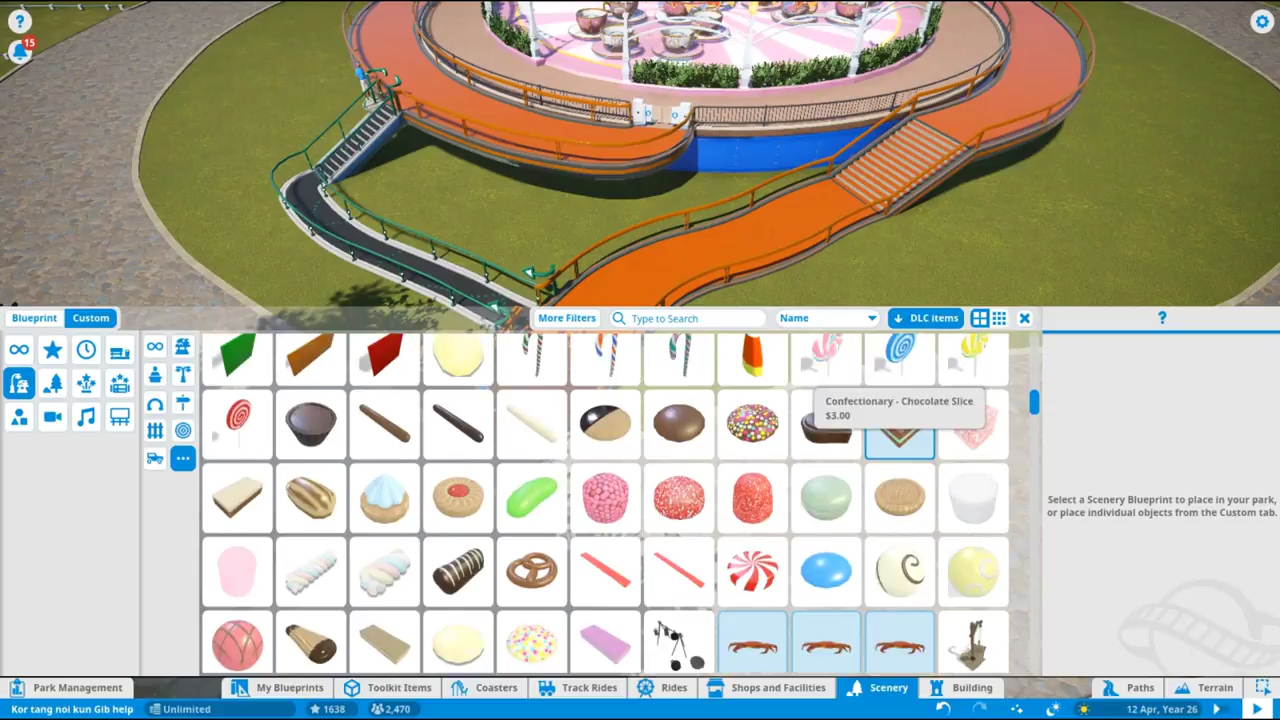 ?
15
Blueprint
Custom
More Filters
Type to Search
Name
DLC items
?
Confectionary - Chocolate Slice
$3.00
Select a Scenery Blueprint to place in your park,
or place individual objects from the Custom tab.
Park Management
My Blueprints
Toolkit Items
Coasters
Track Rides
Rides
Shops and Facilities
Scenery
Building
Paths
Terrain
Kor tang noi kun Gib help
Unlimited
1638
2,470
12 Apr, Year 26